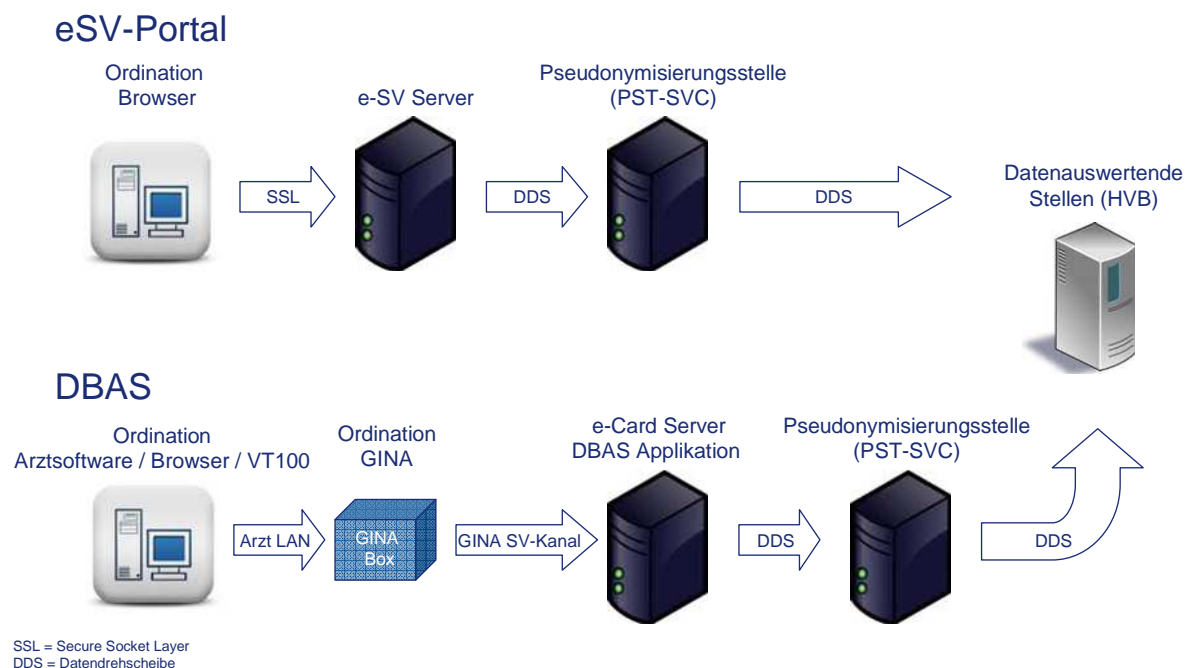 eSV-Portal
Ordination
Browser
e-SV Server
Pseudonymisierungsstelle
(PST-SVC)
SSL
DDS
DDS
Datenauswertende
Stellen (HVB)
DBAS
Ordination
Arztsoftware / Browser / VT100
Ordination
GINA
e-Card Server
DBAS Applikation
Pseudonymisierungsstelle
(PST-SVC)
Arzt LAN
GINA
Box
GINA SV-Kanal
DDS
DDS
SSL = Secure Socket Layer
DDS = Datendrehscheibe